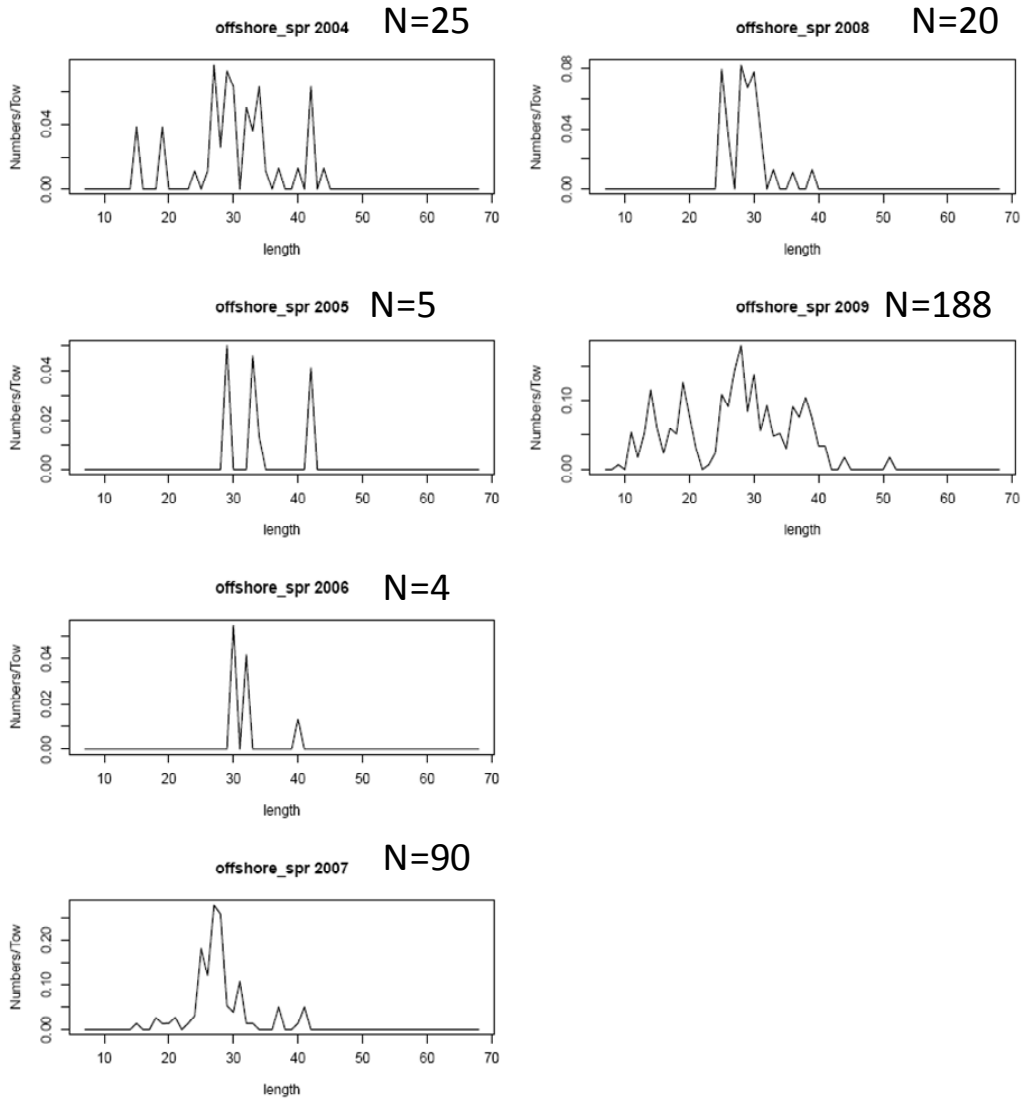 offshore_spr 2004 N=25
Numbers/Tow
0.00 0.04
10 20 30 40 50 60 70
length
offshore_spr 2005 N=5
Numbers/Tow
0.00 0.02 0.04
10 20 30 40 50 60 70
length
offshore_spr 2006 N=4
Numbers/Tow
0.00 0.02 0.04
10 20 30 40 50 60 70
length
offshore_spr 2007 N=90
Numbers/Tow
0.00 0.10 0.20
10 20 30 40 50 60 70
length
offshore_spr 2008 N=20
Numbers/Tow
0.00 0.04 0.08
10 20 30 40 50 60 70
length
offshore_spr 2009 N=188
Numbers/Tow
0.00 0.10
10 20 30 40 50 60 70
length